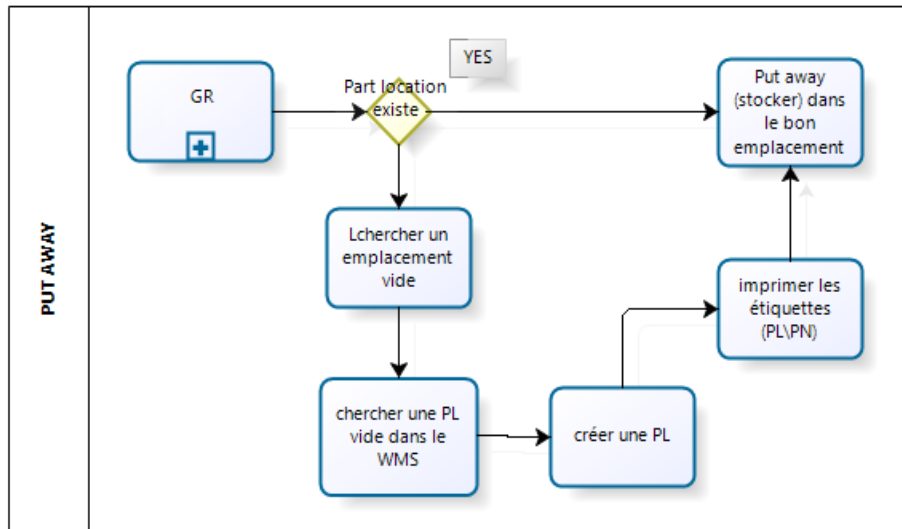 PUT AWAY
GR
Part location
existe
YES
Put away
(stocker) dans
le bon
emplacement
Lchercher un
emplacement
vide
chercher une PL
vide dans le
WMS
créer une PL
imprimer les
étiquettes
(PL\PN)